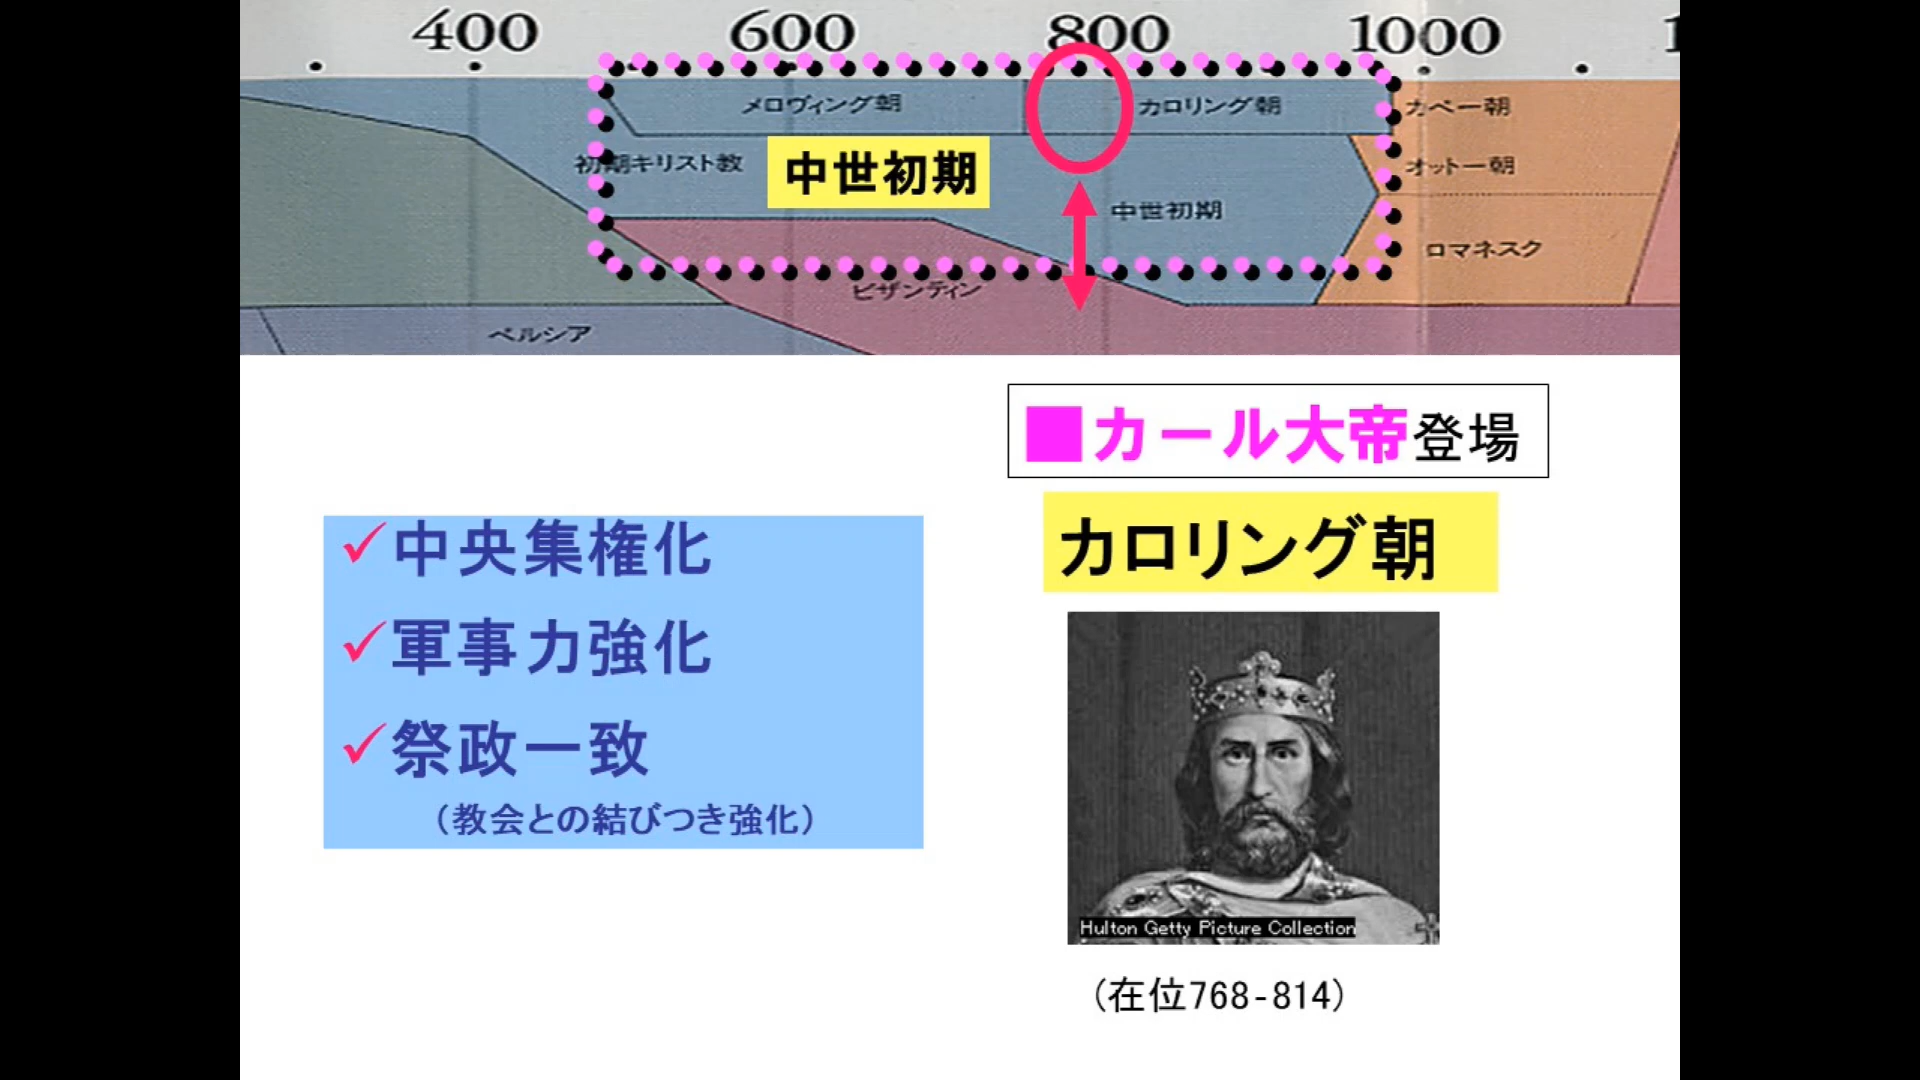 400 600 800 1000 1
メロヴィング朝 カロリング朝 カペー朝
初期キリスト教 中世初期 オットー朝
中世初期
ロマネスク
ビザンティン
ペルシア
■カール大帝登場
カロリング朝
✓中央集権化
✓軍事力強化
✓祭政一致
（教会との結びつき強化）
Hulton Getty Picture Collection
（在位768-814）